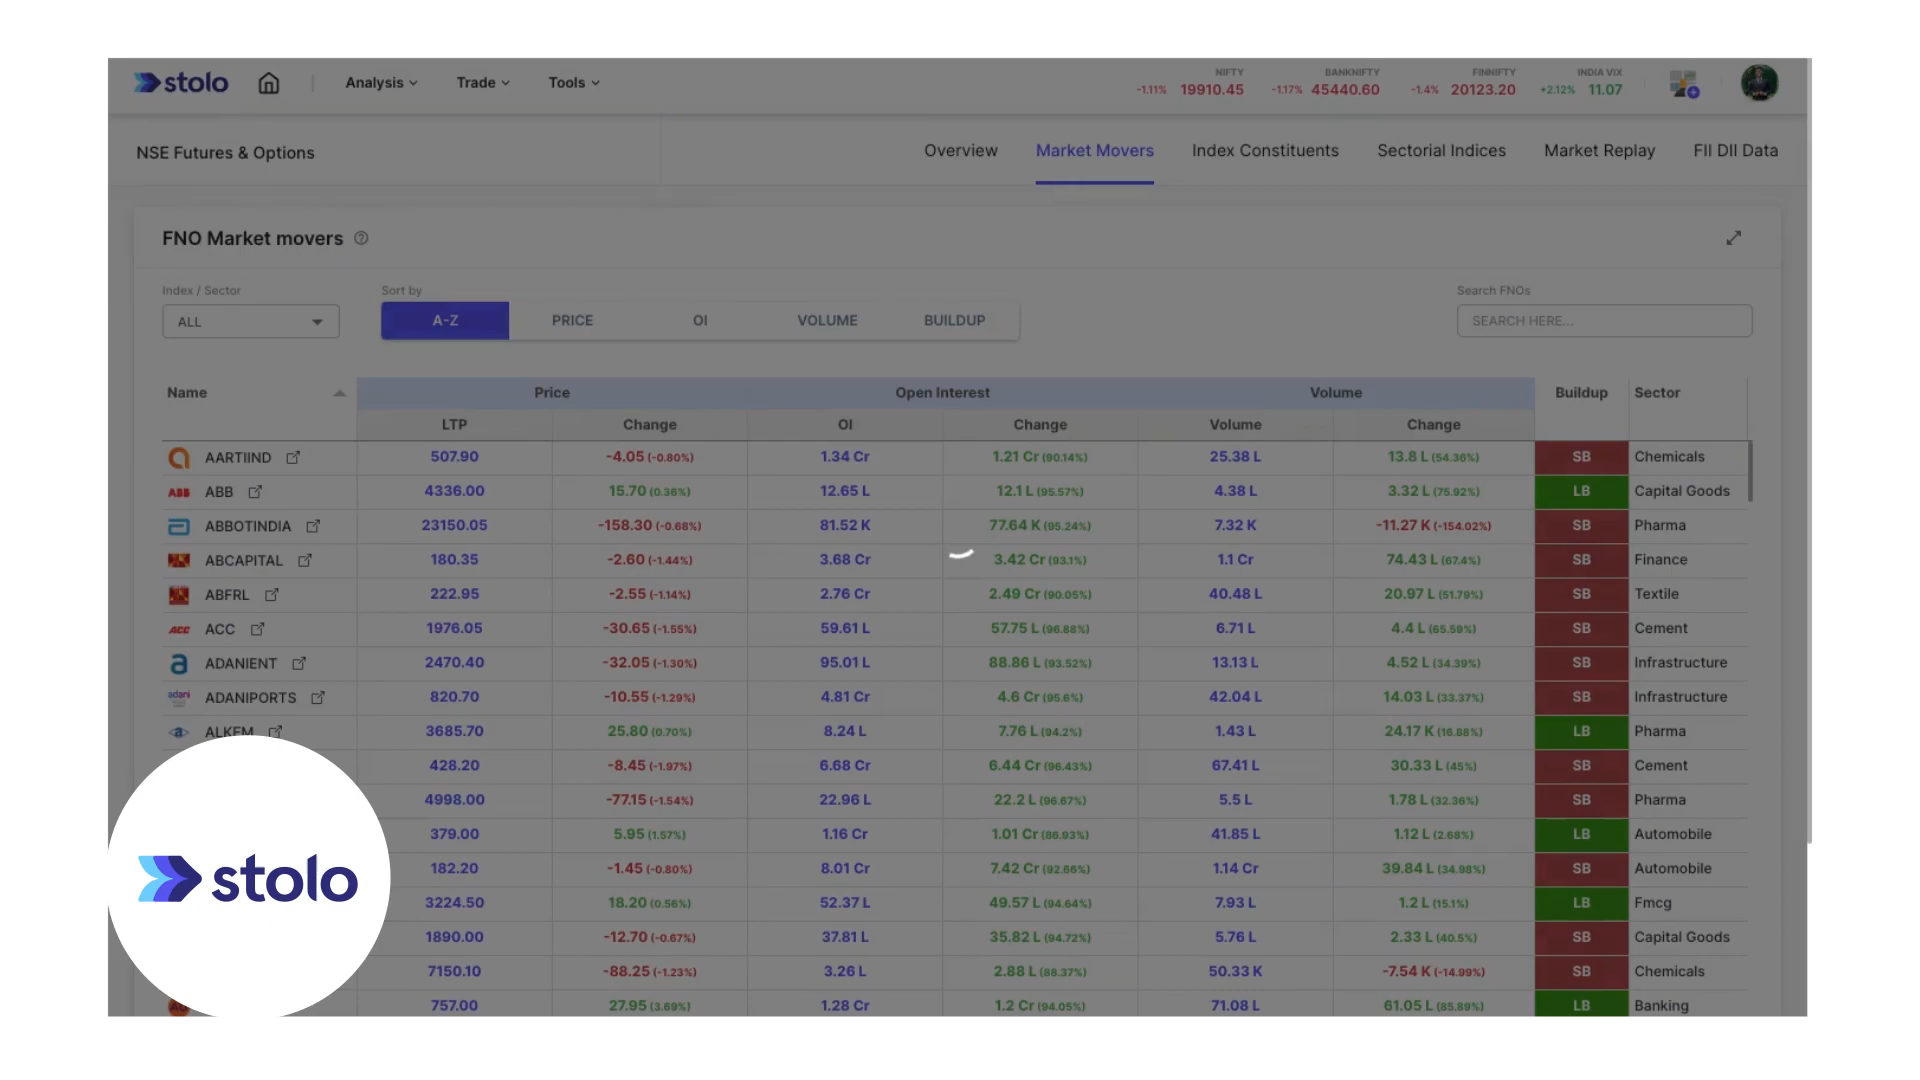 stolo Analysis Trade Tools
NIFTY BANKNIFTY FINNIFTY INDIA VIX
-1.11% 19910.45 -1.17% 45440.60 -1.4% 20123.20 +2.12% 11.07
NSE Futures & Options Overview Market Movers Index Constituents Sectorial Indices Market Replay FII DII Data
FNO Market movers
Index / Sector Sort by Search FNOs
ALL A-Z PRICE OI VOLUME BUILDUP SEARCH HERE...
Name Price Open Interest Volume Buildup Sector
LTP Change OI Change Volume Change
AARTIIND 507.90 -4.05 (-0.80%) 1.34 Cr 1.21 Cr (90.14%) 25.38 L 13.8 L (54.36%) SB Chemicals
ABB ABB 4336.00 15.70 (0.36%) 12.65 L 12.1 L (95.57%) 4.38 L 3.32 L (75.92%) LB Capital Goods
ABBOTINDIA 23150.05 -158.30 (-0.68%) 81.52 K 77.64 K (95.24%) 7.32 K -11.27 K (-154.02%) SB Pharma
ABCAPITAL 180.35 -2.60 (-1.44%) 3.68 Cr 3.42 Cr (93.1%) 1.1 Cr 74.43 L (67.4%) SB Finance
ABFRL 222.95 -2.55 (-1.14%) 2.76 Cr 2.49 Cr (90.05%) 40.48 L 20.97 L (51.79%) SB Textile
ACC ACC 1976.05 -30.65 (-1.55%) 59.61 L 57.75 L (96.88%) 6.71 L 4.4 L (65.59%) SB Cement
a ADANIENT 2470.40 -32.05 (-1.30%) 95.01 L 88.86 L (93.52%) 13.13 L 4.52 L (34.39%) SB Infrastructure
adani ADANIPORTS 820.70 -10.55 (-1.29%) 4.81 Cr 4.6 Cr (95.6%) 42.04 L 14.03 L (33.37%) SB Infrastructure
a ALKEM 3685.70 25.80 (0.70%) 8.24 L 7.76 L (94.2%) 1.43 L 24.17 K (16.88%) LB Pharma
428.20 -8.45 (-1.97%) 6.68 Cr 6.44 Cr (96.43%) 67.41 L 30.33 L (45%) SB Cement
4998.00 -77.15 (-1.54%) 22.96 L 22.2 L (96.67%) 5.5 L 1.78 L (32.36%) SB Pharma
379.00 5.95 (1.57%) 1.16 Cr 1.01 Cr (86.93%) 41.85 L 1.12 L (2.68%) LB Automobile
182.20 -1.45 (-0.80%) 8.01 Cr 7.42 Cr (92.66%) 1.14 Cr 39.84 L (34.98%) SB Automobile
stolo
3224.50 18.20 (0.56%) 52.37 L 49.57 L (94.64%) 7.93 L 1.2 L (15.1%) LB Fmcg
1890.00 -12.70 (-0.67%) 37.81 L 35.82 L (94.72%) 5.76 L 2.33 L (40.5%) SB Capital Goods
7150.10 -88.25 (-1.23%) 3.26 L 2.88 L (88.37%) 50.33 K -7.54 K (-14.99%) SB Chemicals
757.00 27.95 (3.69%) 1.28 Cr 1.2 Cr (94.05%) 71.08 L 61.05 L (85.89%) LB Banking